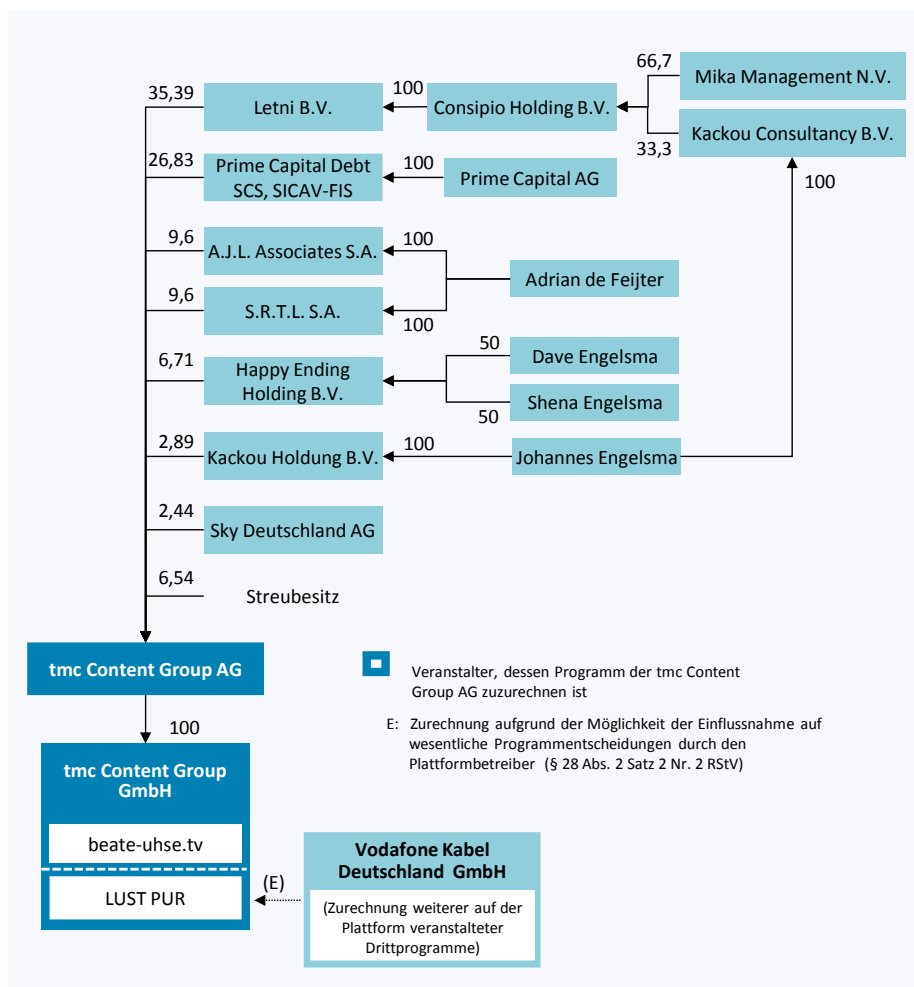 66,7
Mika Management N.V.
35,39
Letni B.V.
100
Consipio Holding B.V.
Kackou Consultancy B.V.
33,3
26,83
Prime Capital Debt
SCS, SICAV-FIS
100
Prime Capital AG
100
9,6
A.J.L. Associates S.A.
100
Adrian de Feijter
9,6
S.R.T.L. S.A.
100
6,71
Happy Ending
Holding B.V.
50
Dave Engelsma
50
Shena Engelsma
2,89
Kackou Holdung B.V.
100
Johannes Engelsma
2,44
Sky Deutschland AG
6,54
Streubesitz
tmc Content Group AG
Veranstalter, dessen Programm der tmc Content
Group AG zuzurechnen ist
E: Zurechnung aufgrund der Möglichkeit der Einflussnahme auf
wesentliche Programmentscheidungen durch den
Plattformbetreiber (§ 28 Abs. 2 Satz 2 Nr. 2 RStV)
100
tmc Content Group
GmbH
beate-uhse.tv
LUST PUR
(E)
Vodafone Kabel
Deutschland GmbH
(Zurechnung weiterer auf der
Plattform veranstalteter
Drittprogramme)